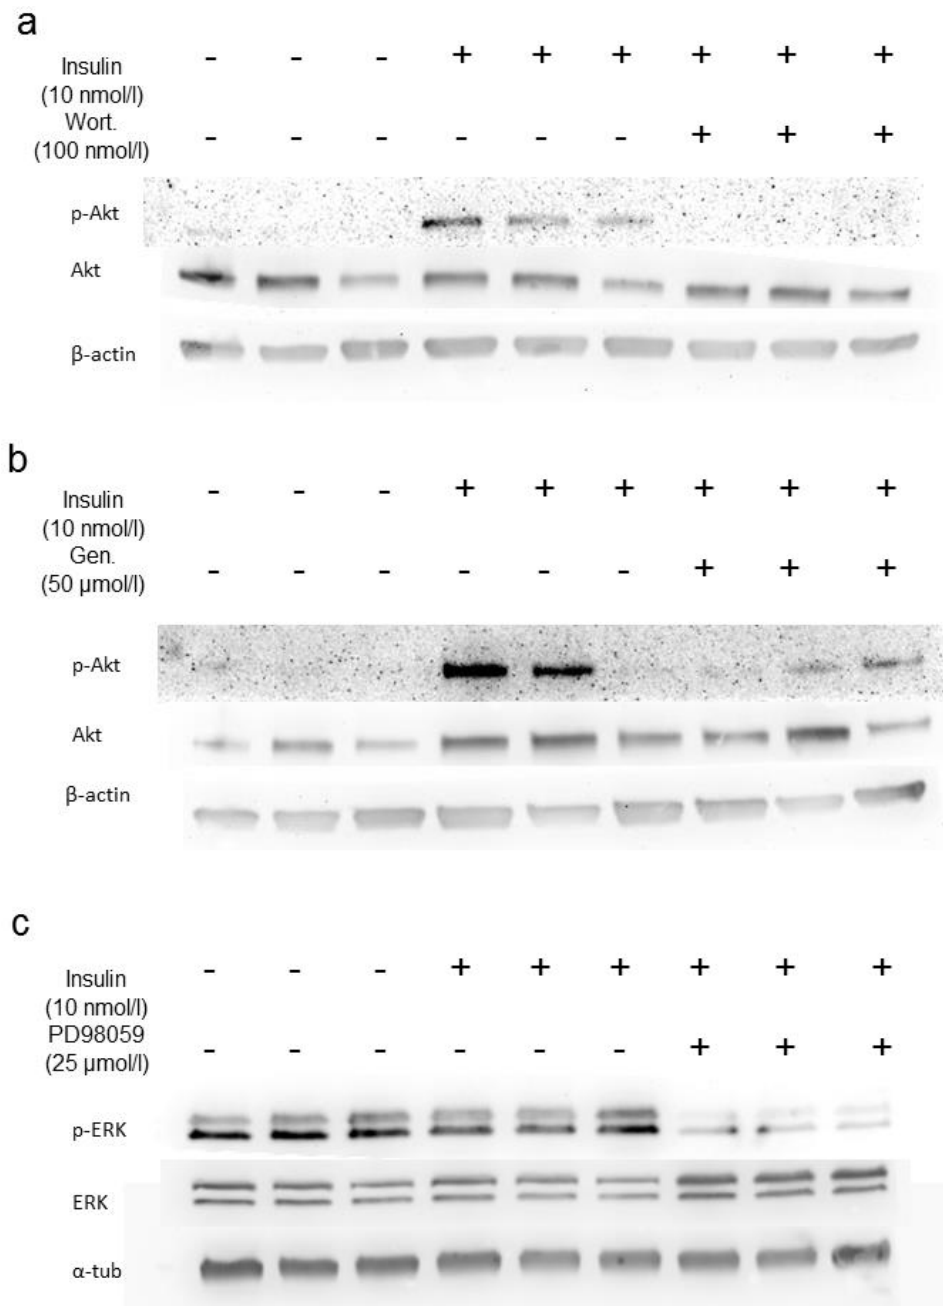 a
Insulin - - - + + + + + +
(10 nmol/l)
Wort. - - - - - - + + +
(100 nmol/l)
p-Akt
Akt
β-actin
b
Insulin - - - + + + + + +
(10 nmol/l)
Gen.
(50 μmol/l) - - - - - - + + +
p-Akt
Akt
β-actin
c
Insulin - - - + + + + + +
(10 nmol/l)
PD98059 - - - - - - + + +
(25 μmol/l)
p-ERK
ERK
α-tub